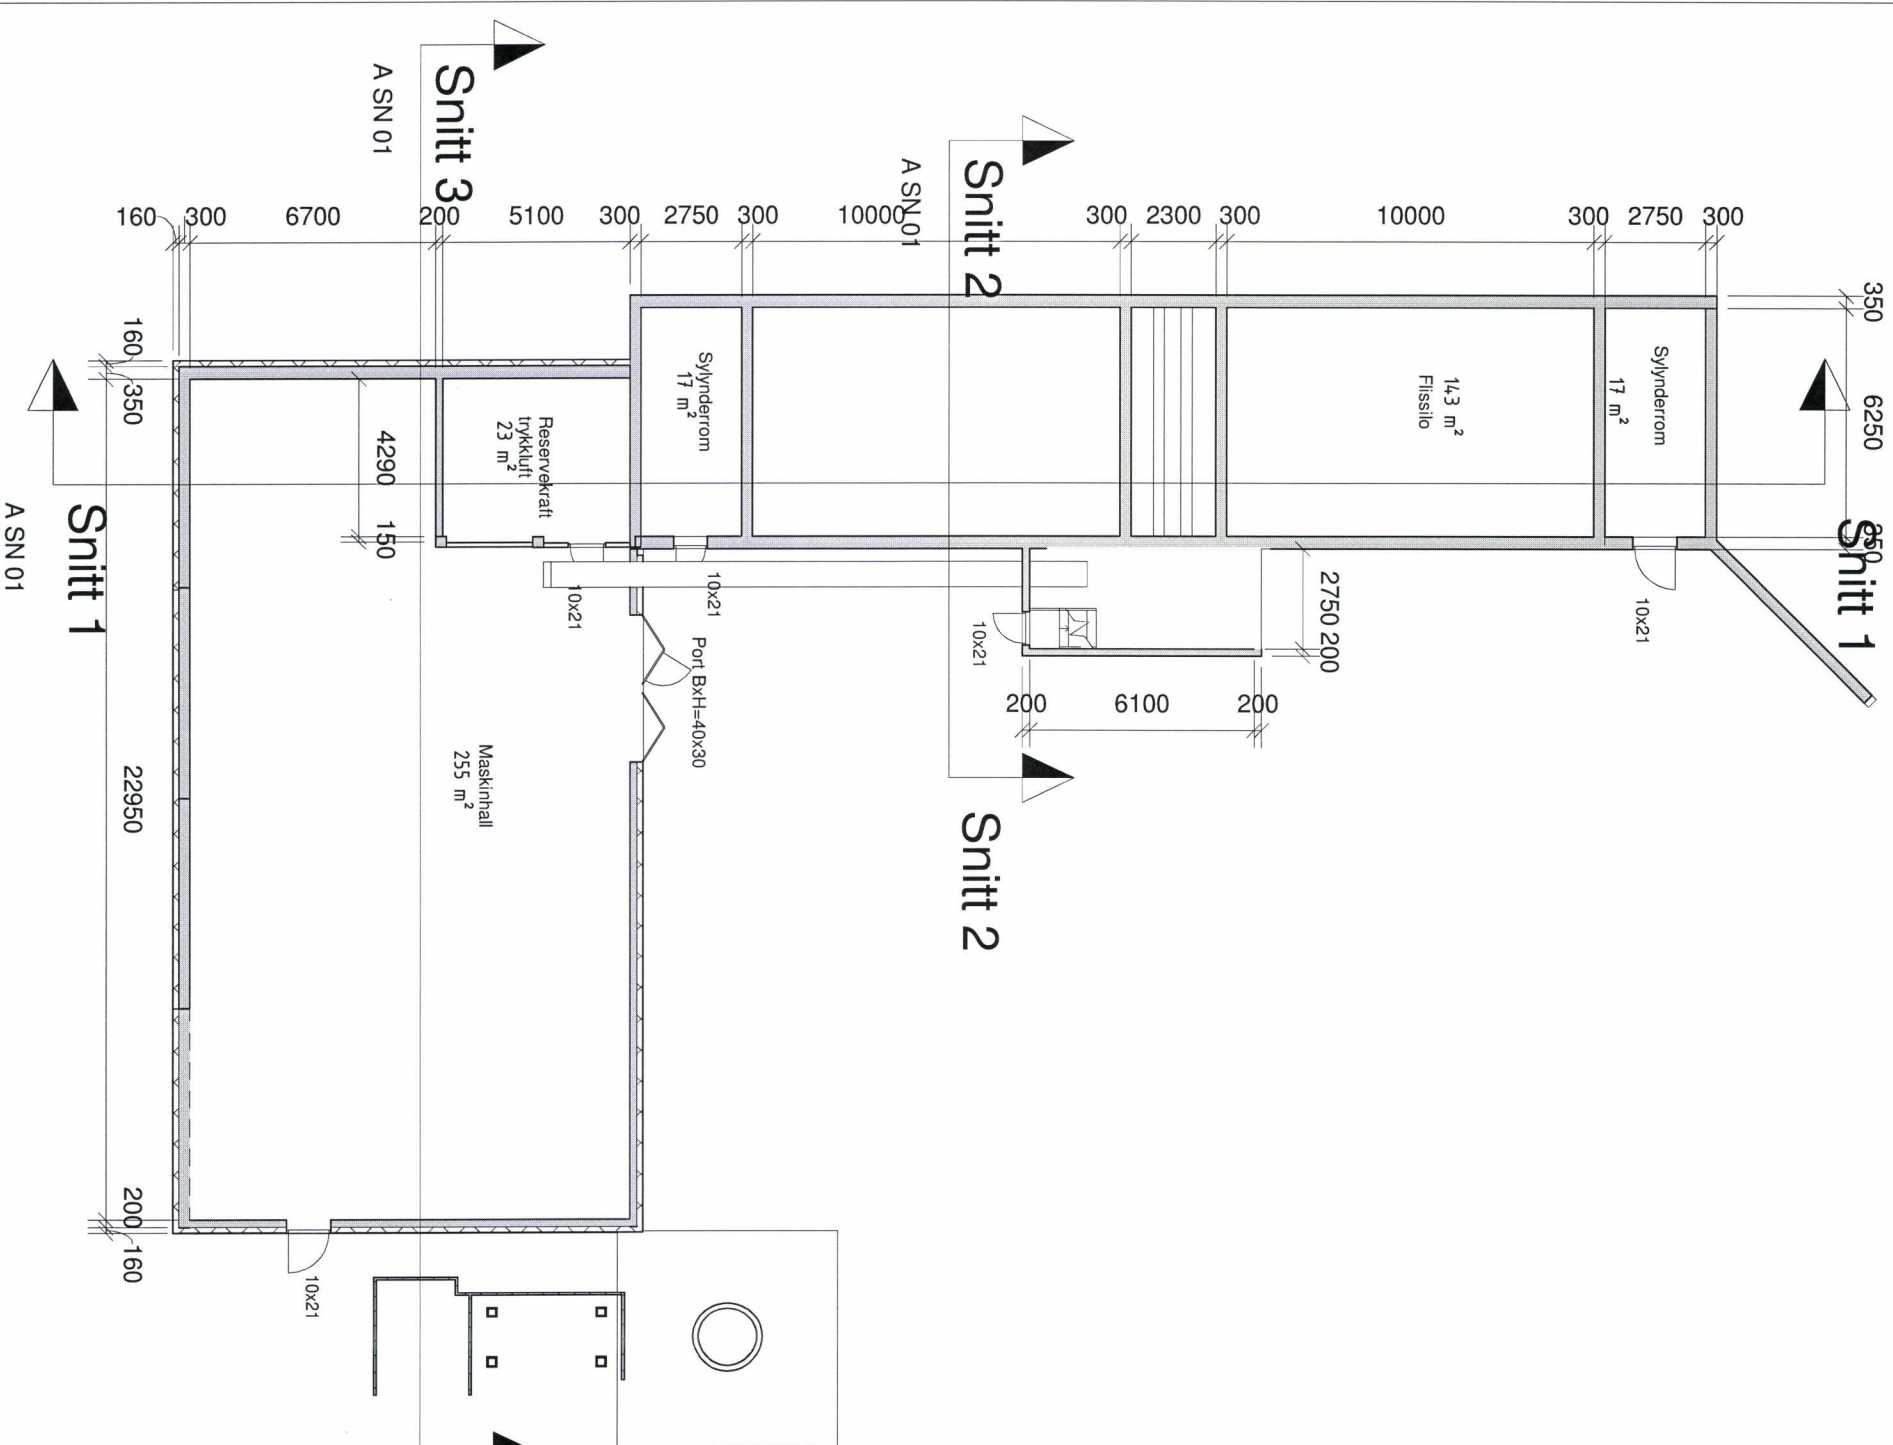 Snitt 3
A SN 01
Snitt 2
A SN 01
160 300 6700 200 5100 300 2750 300 10000 300 2300 300 10000 300 2750 300
350
6250
350
Snitt 1
160
350
22950
200
160
4290
150
Snitt 1
A SN 01
Reservekraft
trykkluft
23 m²
Sylynderrom
17 m²
143 m²
Flissilo
Sylynderrom
17 m²
10x21
10x21
10x21
10x21
2750 200
200 6100 200
Port BxH=40x30
Maskinhall
255 m²
Snitt 2
10x21